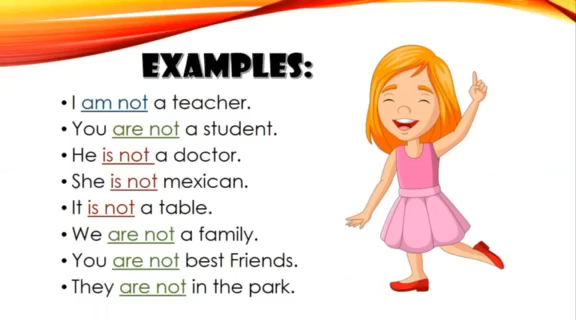 EXAMPLES:
• I am not a teacher.
• You are not a student.
• He is not a doctor.
• She is not mexican.
• It is not a table.
• We are not a family.
• You are not best Friends.
• They are not in the park.